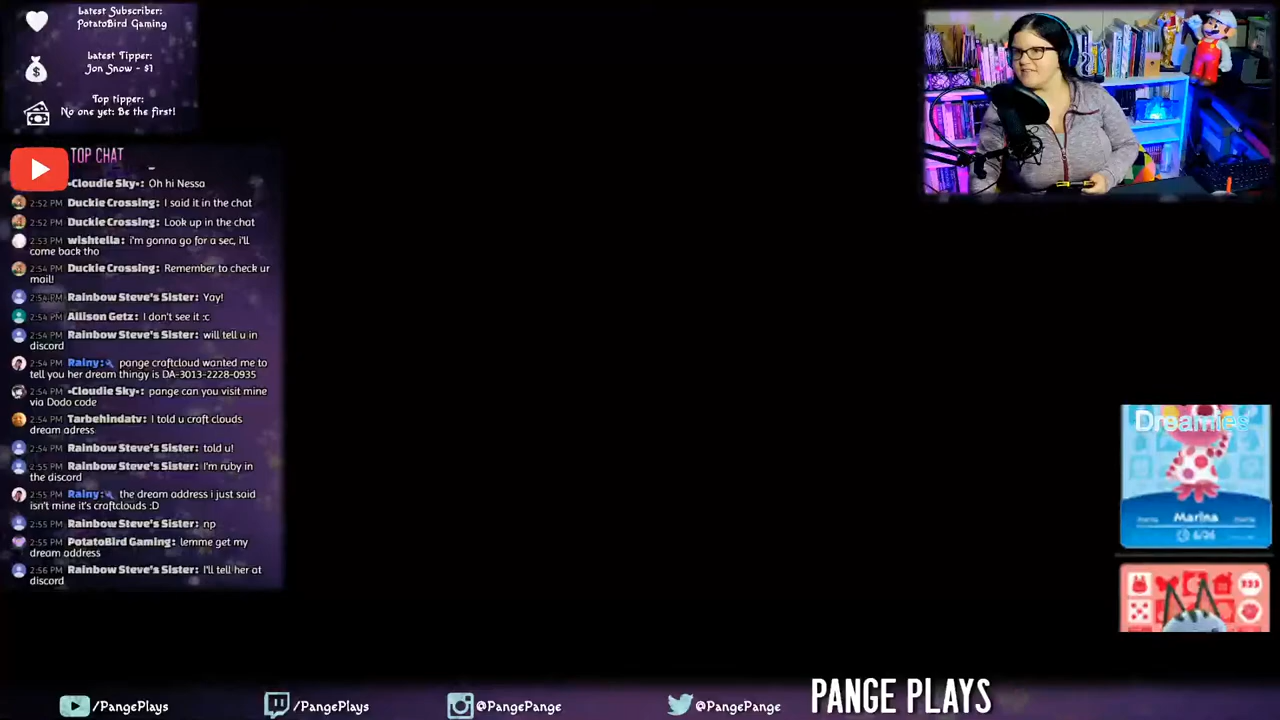 Latest Subscriber:
PotatoBird Gaming
Latest Tipper:
Jon Snow - $1
Top tipper:
No one yet: Be the first!
TOP CHAT
•Cloudie Sky•: Oh hi Nessa
2:52 PM Duckie Crossing: I said it in the chat
2:52 PM Duckie Crossing: Look up in the chat
2:53 PM wishtella: i'm gonna go for a sec, i'll
come back tho
2:54 PM Duckie Crossing: Remember to check ur
mail!
2:54 PM Rainbow Steve's Sister: Yay!
2:54 PM Allison Getz: I don't see it :c
2:54 PM Rainbow Steve's Sister: will tell u in
discord
2:54 PM Rainy: pange craftcloud wanted me to
tell you her dream thingy is DA-3013-2228-0935
2:54 PM •Cloudie Sky•: pange can you visit mine
via Dodo code
2:54 PM Tarbehindatv: I told u craft clouds
dream adress
2:54 PM Rainbow Steve's Sister: told u!
2:55 PM Rainbow Steve's Sister: I'm ruby in
the discord
2:55 PM Rainy: the dream address i just said
isn't mine it's craftclouds :D
2:55 PM Rainbow Steve's Sister: np
2:55 PM PotatoBird Gaming: lemme get my
dream address
2:56 PM Rainbow Steve's Sister: I'll tell her at
discord
Dreamies
Marina
6/26
/PangePlays
/PangePlays
@PangePange
@PangePange
PANGE PLAYS